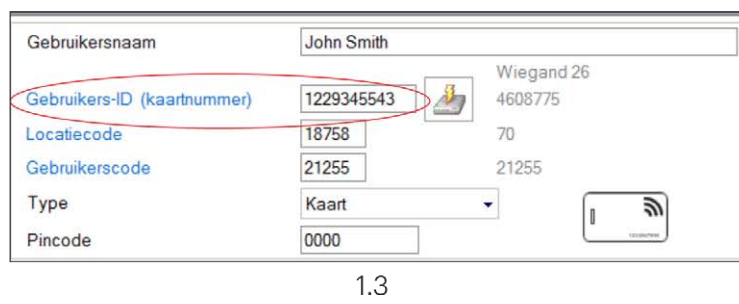 Gebruikersnaam John Smith
Wiegand 26
Gebruikers-ID (kaartnummer) 1229345543 4608775
Locatiecode 18758 70
Gebruikerscode 21255 21255
Type Kaart
Pincode 0000
1.3